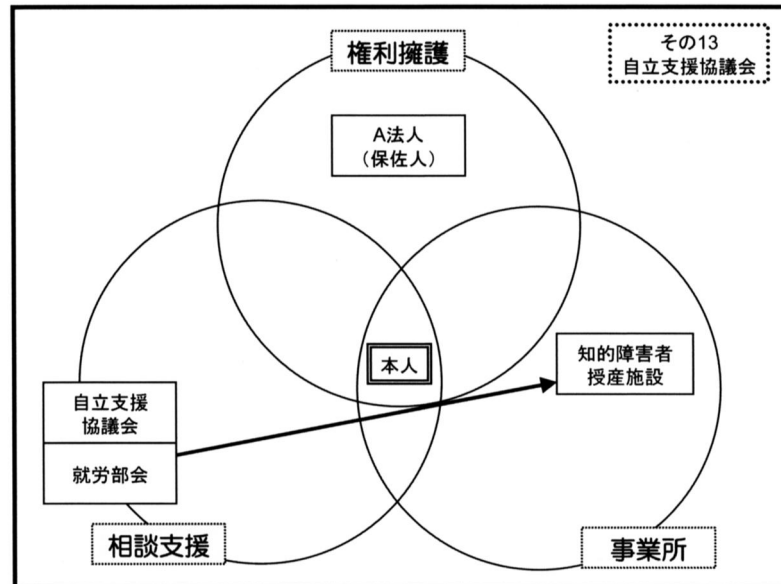 その13
自立支援協議会
権利擁護
A法人
（保佐人）
本人
知的障害者
授産施設
自立支援
協議会
就労部会
相談支援
事業所